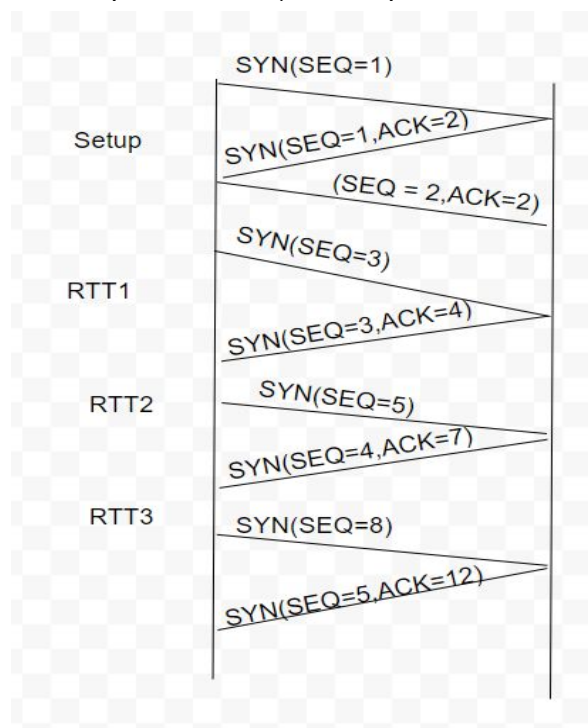 SYN(SEQ=1)
Setup
SYN(SEQ=1,ACK=2)
(SEQ = 2,ACK=2)
SYN(SEQ=3)
RTT1
SYN(SEQ=3,ACK=4)
RTT2
SYN(SEQ=5)
SYN(SEQ=4,ACK=7)
RTT3
SYN(SEQ=8)
SYN(SEQ=5,ACK=12)